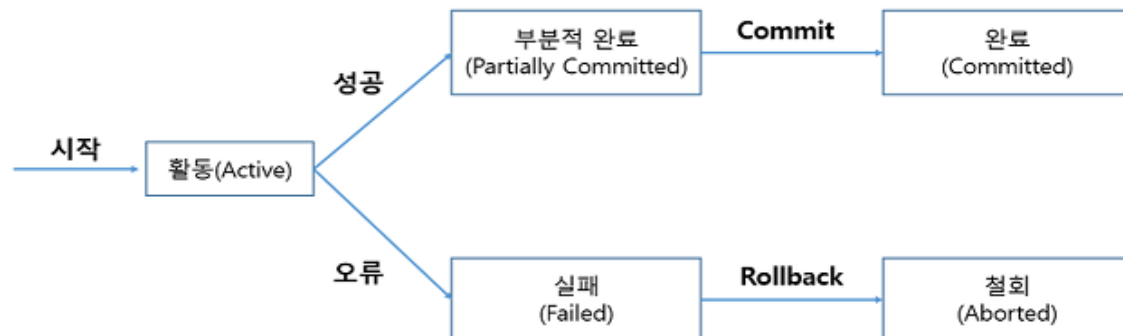 시작
활동(Active)
성공
부분적 완료
(Partially Committed)
Commit
완료
(Committed)
오류
실패
(Failed)
Rollback
철회
(Aborted)